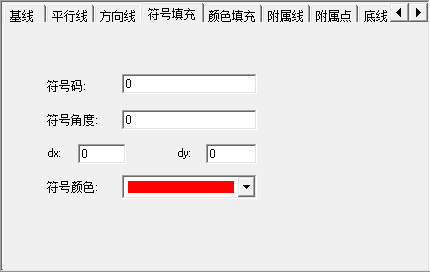 基线 平行线 方向线 符号填充 颜色填充 附属线 附属点 底线
符号码: 0
符号角度: 0
dx: 0 dy: 0
符号颜色: